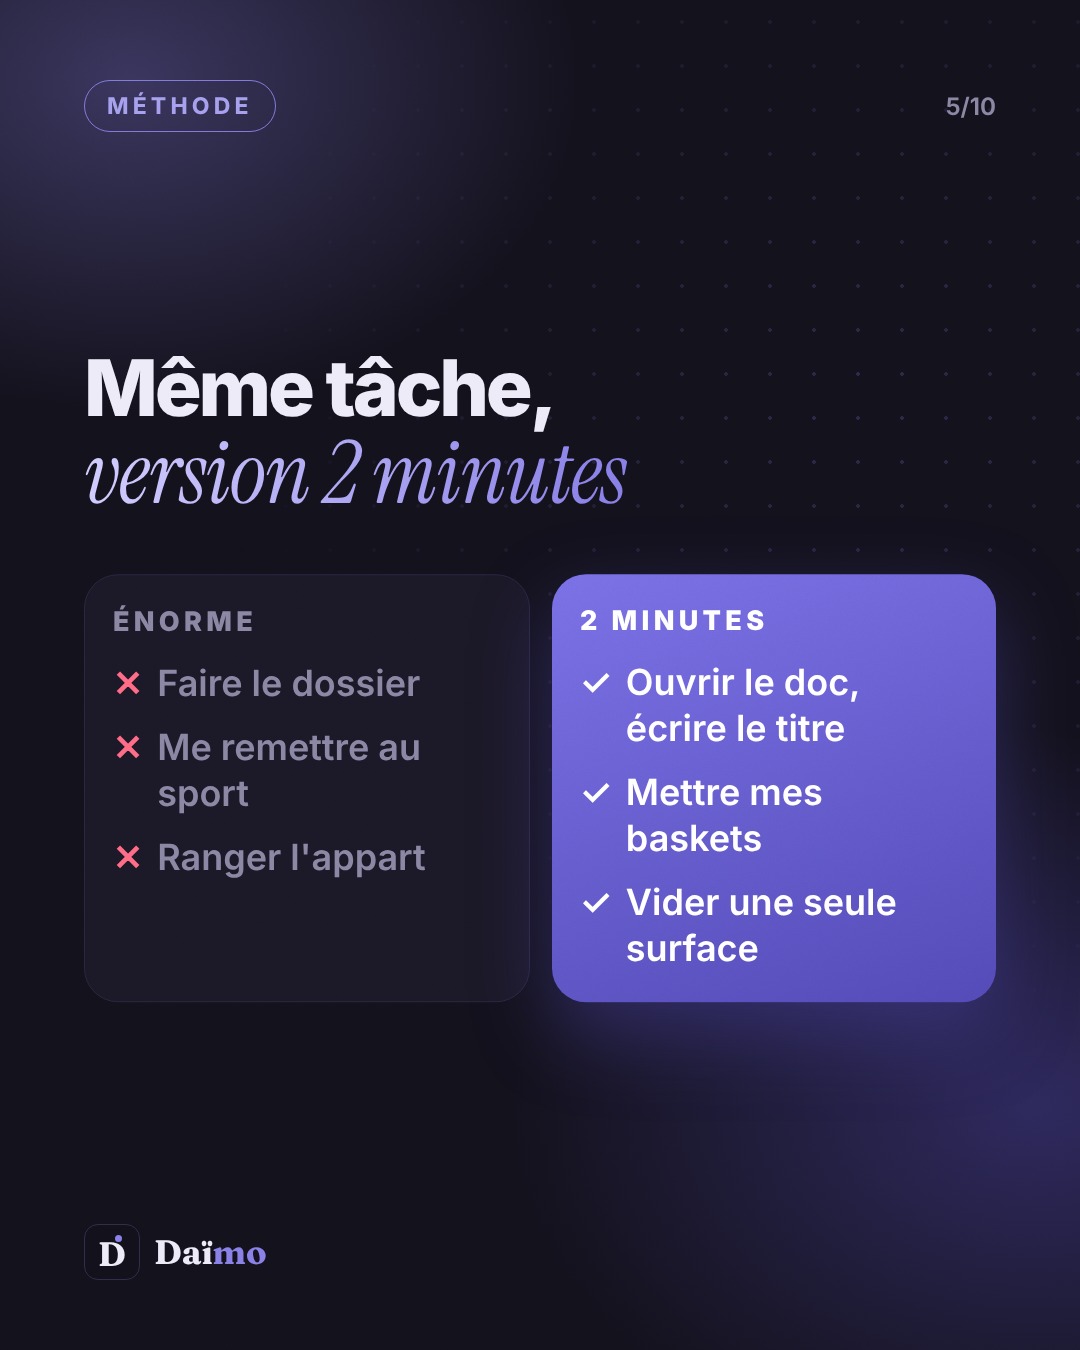 MÉTHODE
5/10
Même tâche,
version 2 minutes
ÉNORME
✕ Faire le dossier
✕ Me remettre au
sport
✕ Ranger l'appart
2 MINUTES
✓ Ouvrir le doc,
écrire le titre
✓ Mettre mes
baskets
✓ Vider une seule
surface
D Daïmo